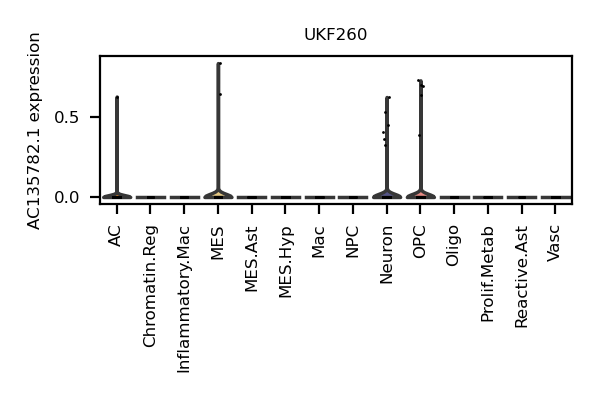 UKF260
AC135782.1 expression
0.5
0.0
AC
Chromatin.Reg
Inflammatory.Mac
MES
MES.Ast
MES.Hyp
Mac
NPC
Neuron
OPC
Oligo
Prolif.Metab
Reactive.Ast
Vasc